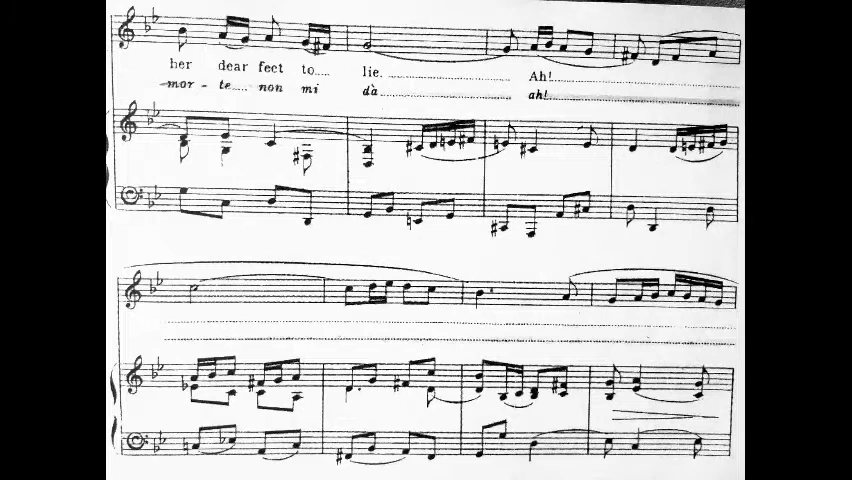 her dear feet to.... lie. Ah!
mor - te.... non mi dà ah!